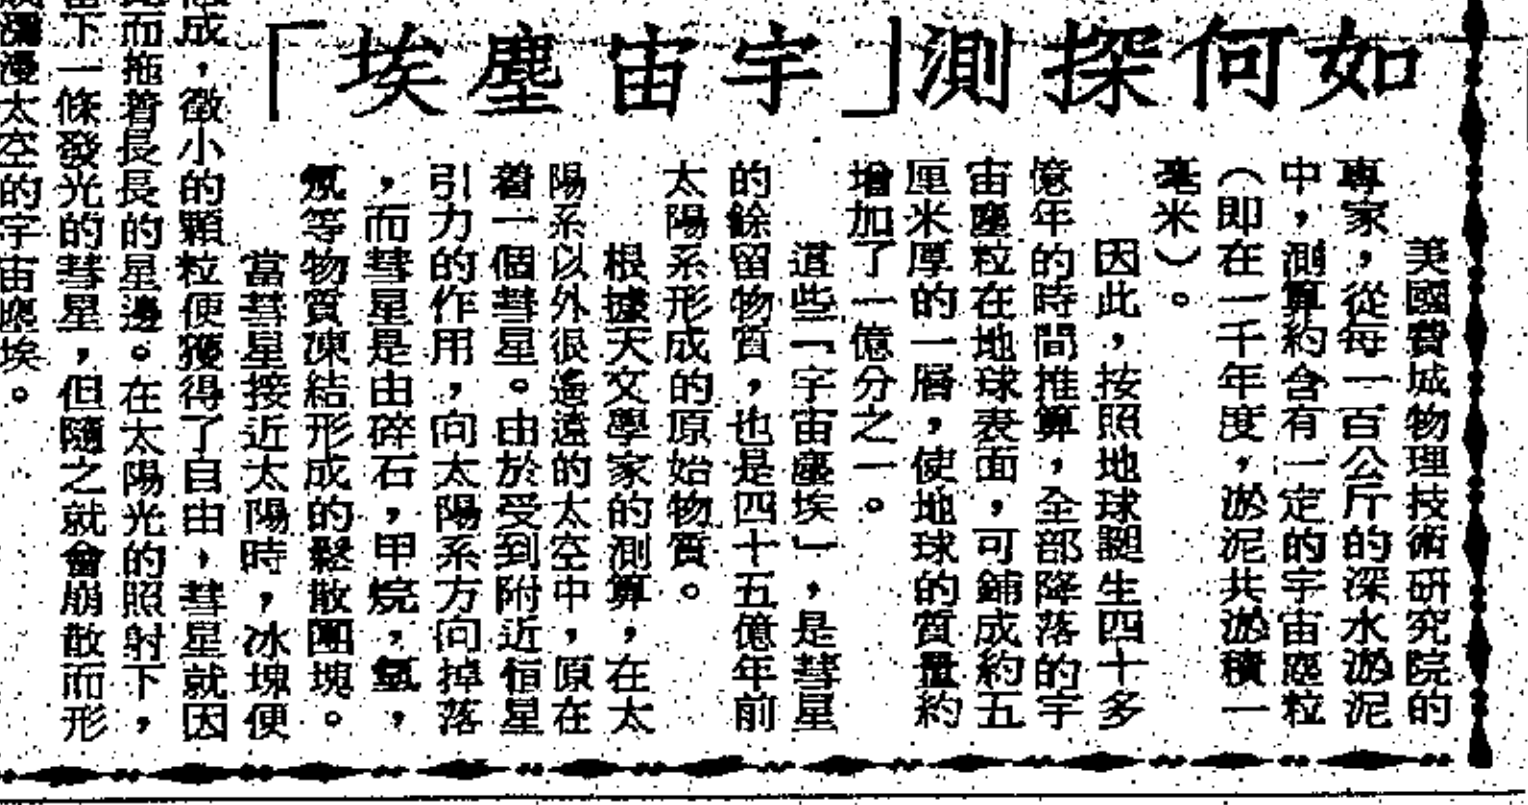 如何探測「宇宙塵埃」
美國費城物理技術研究院的
專家，從每一百公斤的深水淤泥
中，測算約含有一定的宇宙塵粒
（即在一千年度，淤泥共淤積一
毫米）。
因此，按照地球誕生四十多
億年的時間推算，全部降落的宇
宙塵粒在地球表面，可鋪成約五
厘米厚的一層，使地球的質量約
增加了一億分之一。
這些「宇宙塵埃」，是彗星
的餘留物質，也是四十五億年前
太陽系形成的原始物質。
根據天文學家的測算，在太
陽系以外很遙遠的太空中，原在
着一個彗星。由於受到附近恒星
引力的作用，向太陽系方向掉落
，而彗星是由碎石，甲烷，氫，
等物質凍結形成的鬆散團塊。
當彗星接近太陽時，冰塊便
成，微小的顆粒便獲得了自由，彗星就因
而拖着長長的星邊。在太陽光的照射下，
下一條發光的彗星，但隨之就會崩散而形
瀰漫太空的宇宙塵埃。